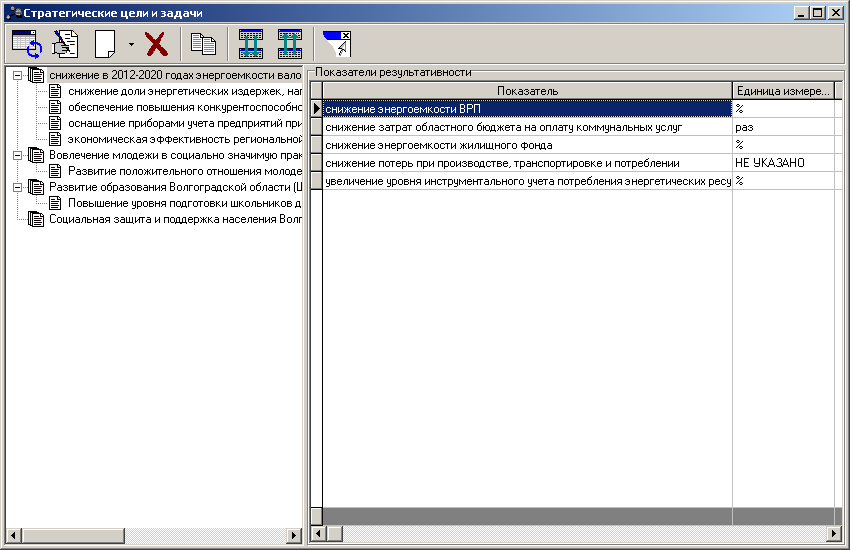 Стратегические цели и задачи
снижение в 2012-2020 годах энергоемкости вало
снижение доли энергетических издержек, наг
обеспечение повышения конкурентоспособно
оснащение приборами учета предприятий при
экономическая эффективность региональной
Вовлечение молодежи в социально значимую прак
Развитие положительного отношения молоде
Развитие образования Волгоградской области (Ц
Повышение уровня подготовки школьников д
Социальная защита и поддержка населения Волг
Показатели результативности
Показатель Единица измере...
снижение энергоемкости ВРП %
снижение затрат областного бюджета на оплату коммунальных услуг раз
снижение энергоемкости жилищного фонда %
снижение потерь при производстве, транспортировке и потреблении НЕ УКАЗАНО
увеличение уровня инструментального учета потребления энергетических ресу %